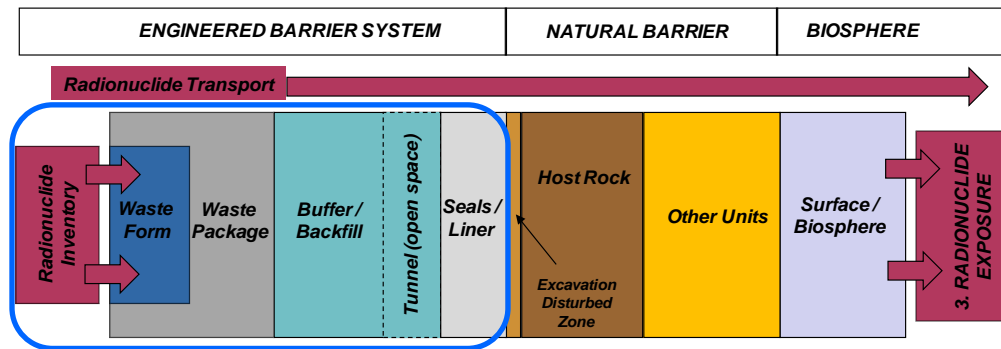 ENGINEERED BARRIER SYSTEM
NATURAL BARRIER
BIOSPHERE
Radionuclide Transport
Radionuclide
Inventory
Waste
Form
Waste
Package
Buffer /
Backfill
Tunnel (open space)
Seals /
Liner
Host Rock
Excavation
Disturbed
Zone
Other Units
Surface /
Biosphere
3. RADIONUCLIDE
EXPOSURE